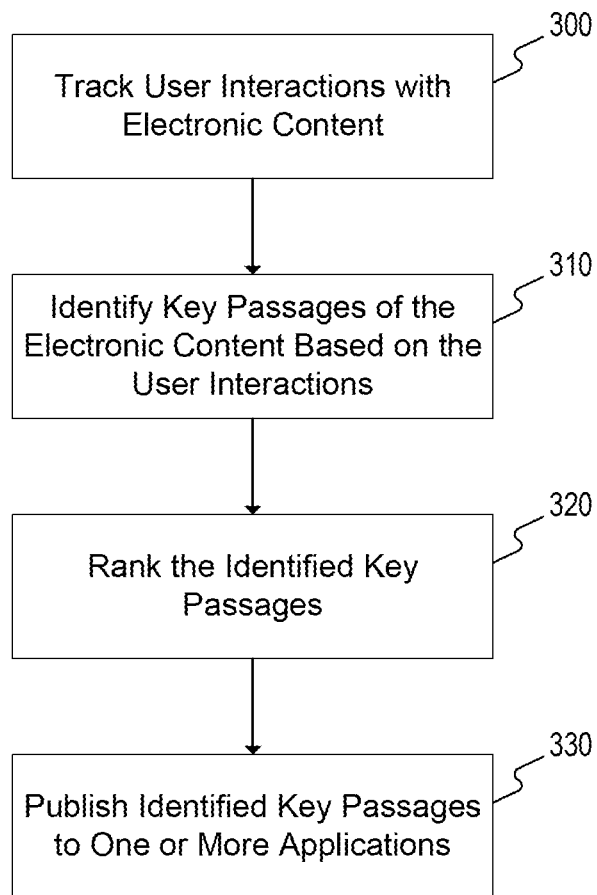 300
Track User Interactions with
Electronic Content
310
Identify Key Passages of the
Electronic Content Based on the
User Interactions
320
Rank the Identified Key
Passages
330
Publish Identified Key Passages
to One or More Applications